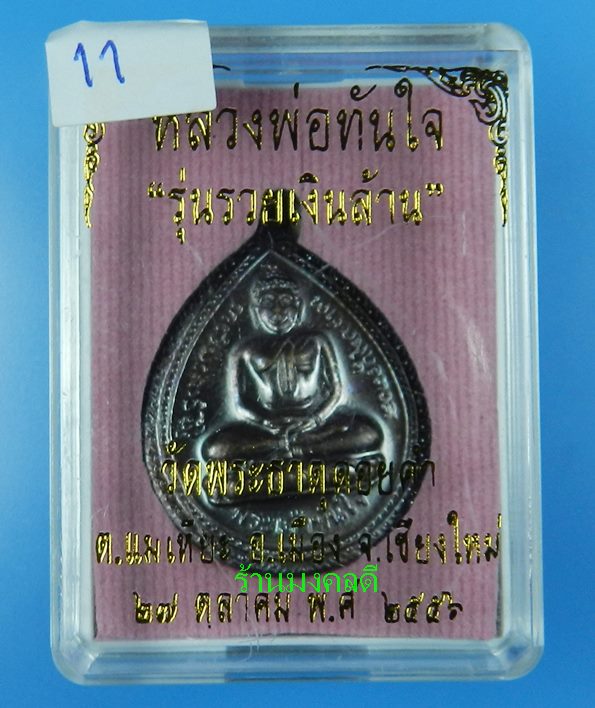 11
หลวงพ่อทันใจ
“รุ่นรวยเงินล้าน”
วัดพระธาตุดอยคำ
ต.แม่เหียะ อ.เมือง จ.เชียงใหม่
ร้านมงคลดี
๒๗ ตุลาคม พ.ศ ๒๕๕๖